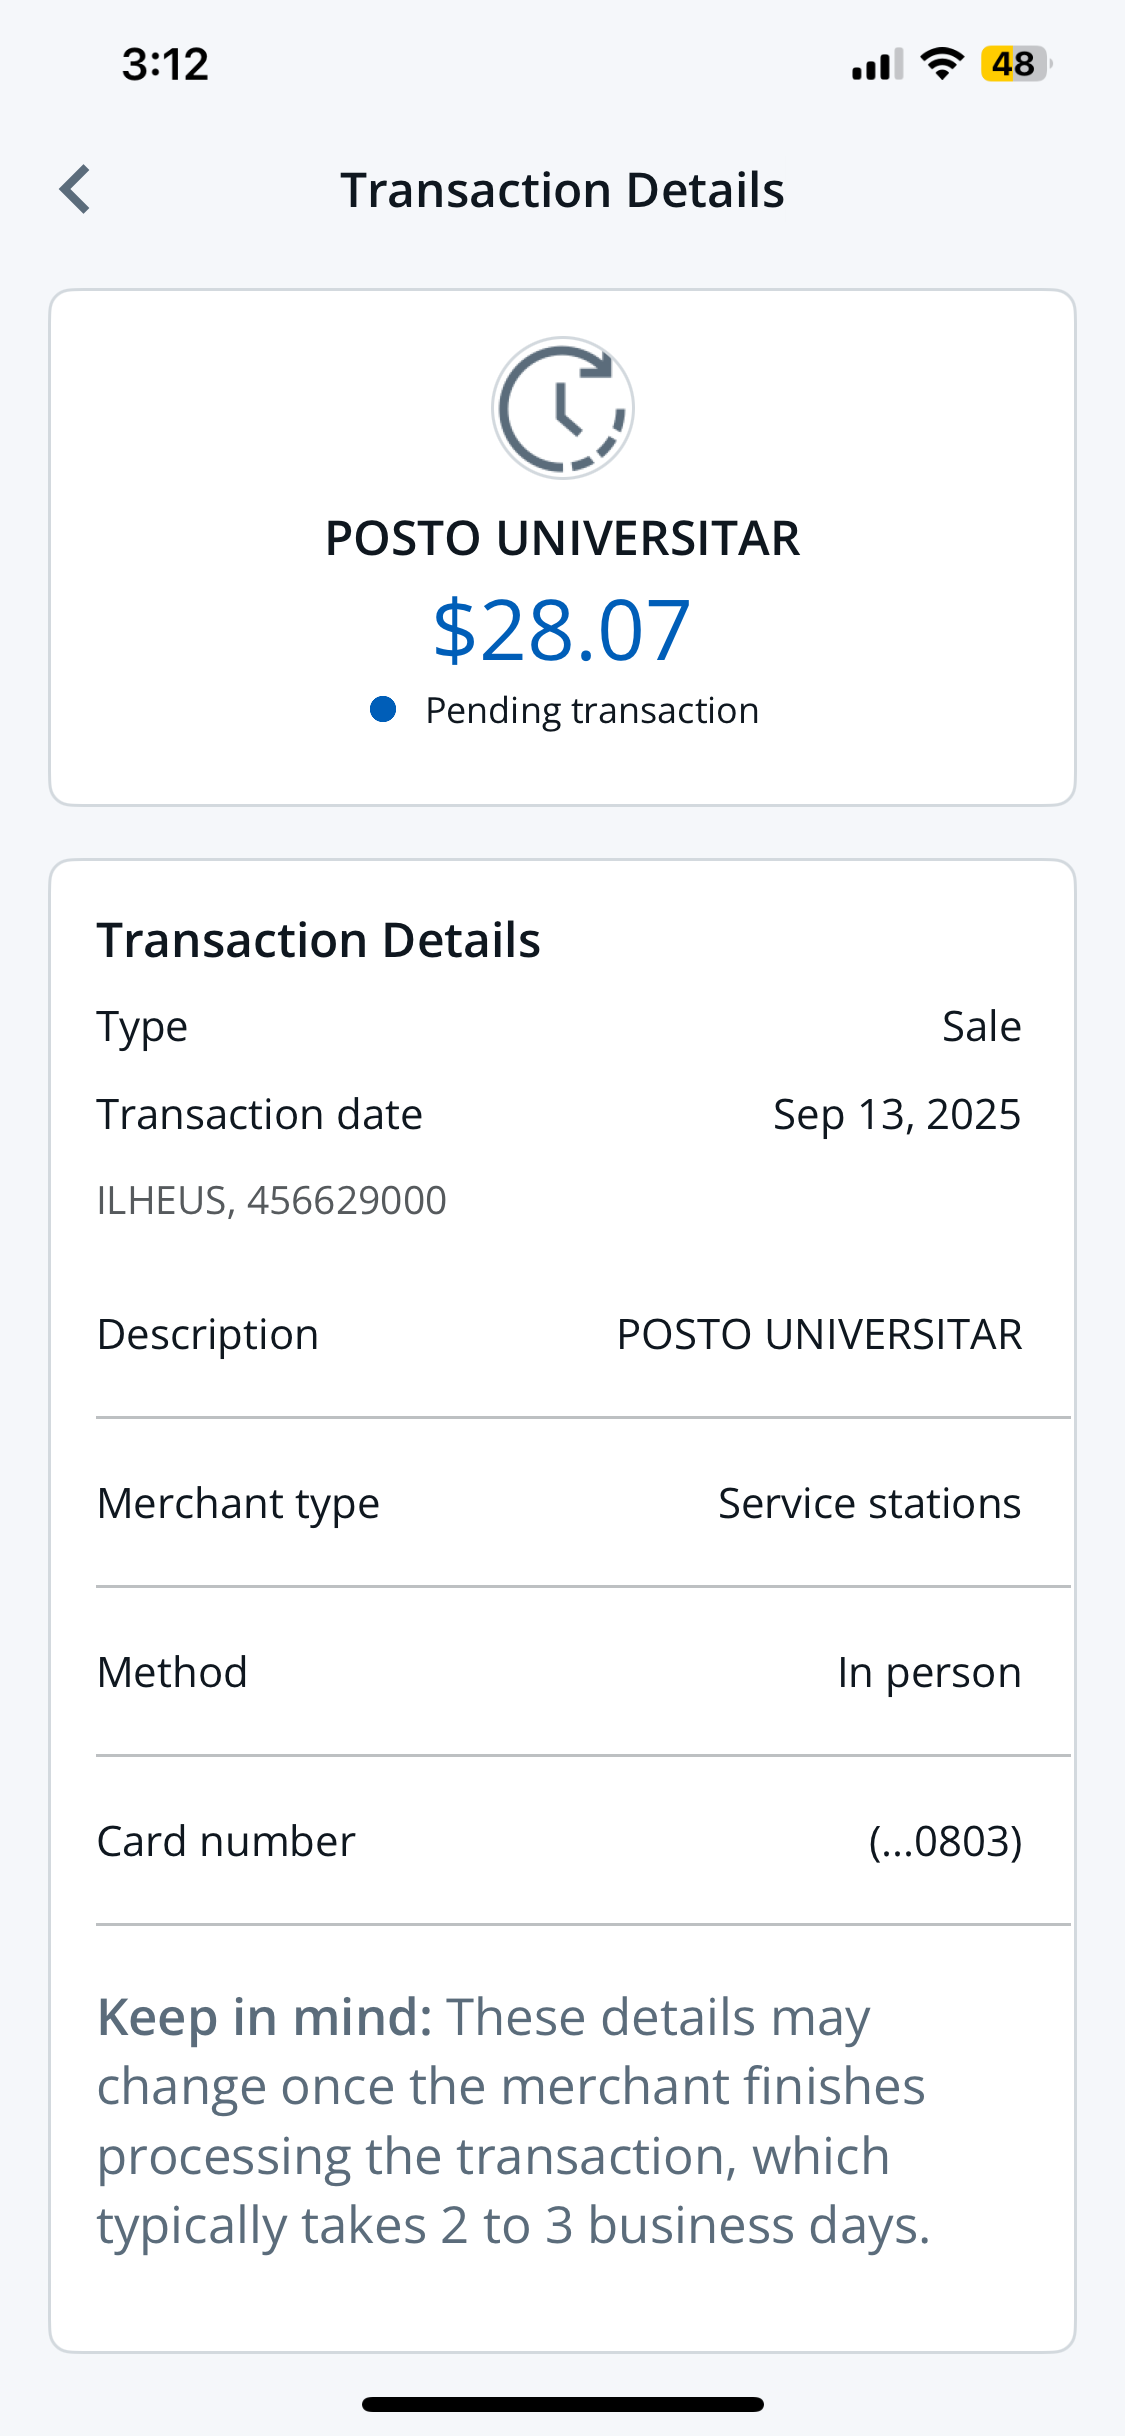 3:12
48
Transaction Details
POSTO UNIVERSITAR
$28.07
Pending transaction
Transaction Details
Type Sale
Transaction date Sep 13, 2025
ILHEUS, 456629000
Description POSTO UNIVERSITAR
Merchant type Service stations
Method In person
Card number (...0803)
Keep in mind: These details may
change once the merchant finishes
processing the transaction, which
typically takes 2 to 3 business days.